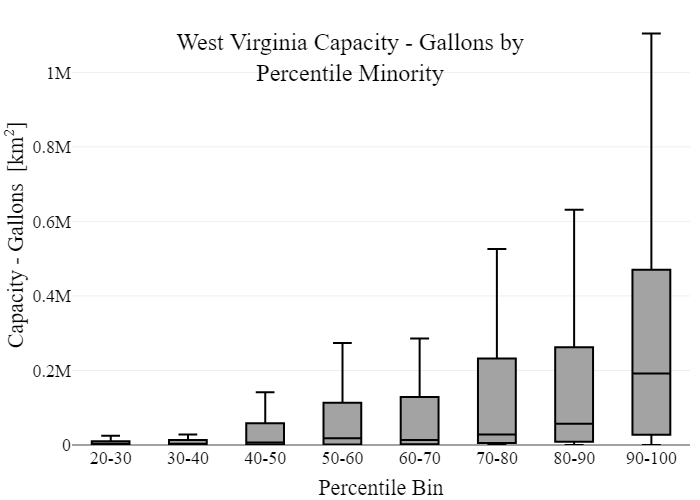 West Virginia Capacity - Gallons by
Percentile Minority
Capacity - Gallons [km²]
1M
0.8M
0.6M
0.4M
0.2M
0
20-30 30-40 40-50 50-60 60-70 70-80 80-90 90-100
Percentile Bin